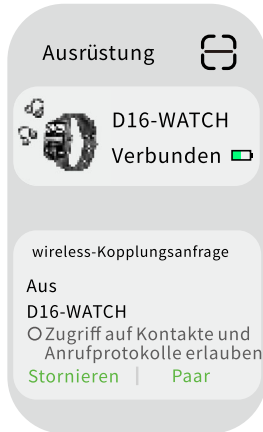 Ausrüstung
D16-WATCH
Verbunden
wireless-Kopplungsanfrage
Aus
D16-WATCH
Zugriff auf Kontakte und
Anrufprotokolle erlauben
Stornieren | Paar